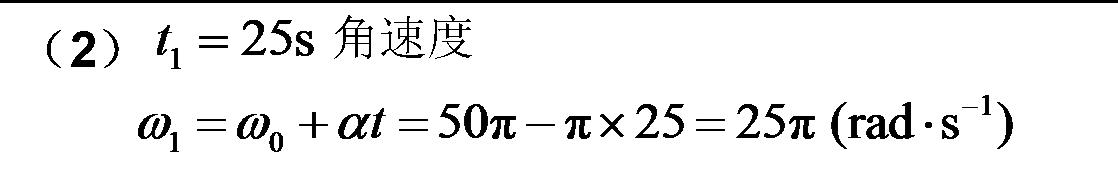 （2） t₁ = 25s 角速度
ω₁ = ω₀ + αt = 50π − π × 25 = 25π (rad · s⁻¹)